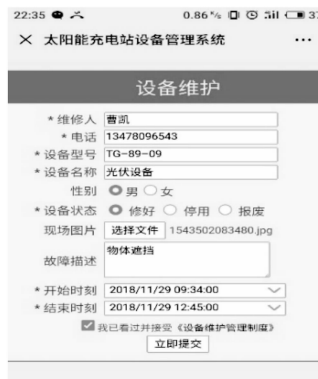 22:35 0.86 ⅘ 37
× 太阳能充电站设备管理系统 ...
设备维护
* 维修人 曹凯
* 电话 13478096543
* 设备型号 TG-89-09
* 设备名称 光伏设备
性别 男 女
* 设备状态 修好 停用 报废
现场图片 选择文件 1543502083480.jpg
故障描述 物体遮挡
* 开始时刻 2018/11/29 09:34:00
* 结束时刻 2018/11/29 12:45:00
我已看过并接受《设备维护管理制度》
立即提交